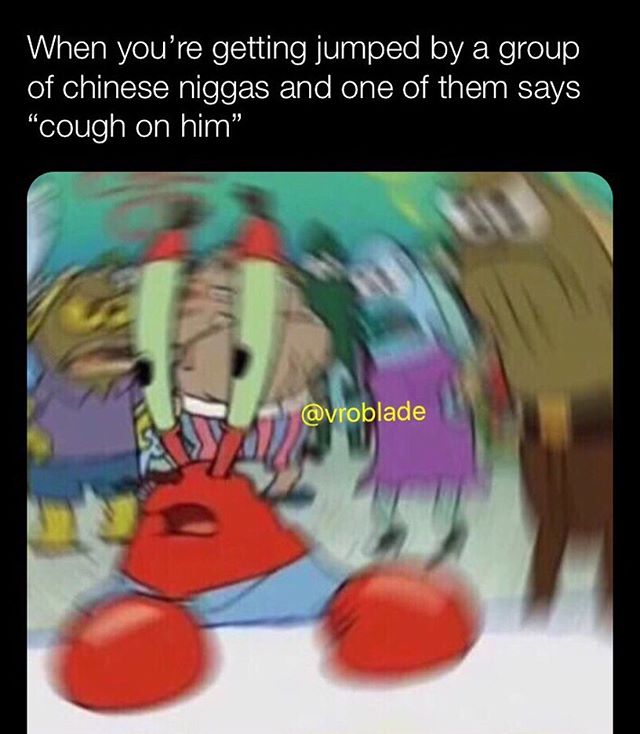 When you’re getting jumped by a group
of chinese niggas and one of them says
“cough on him”
@vroblade